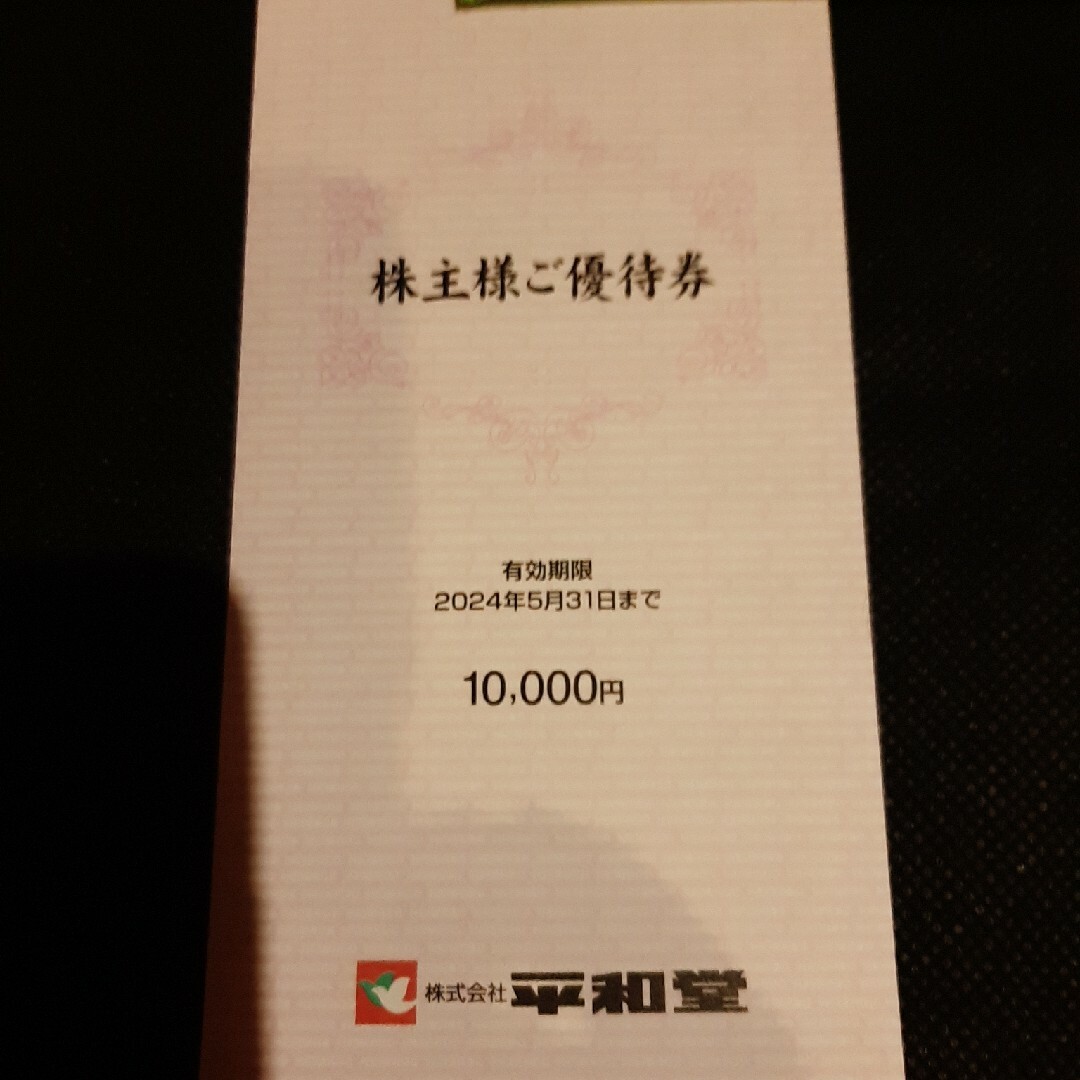 株主様ご優待券
有効期限
2024年5月31日まで
10,000円
株式会社平和堂